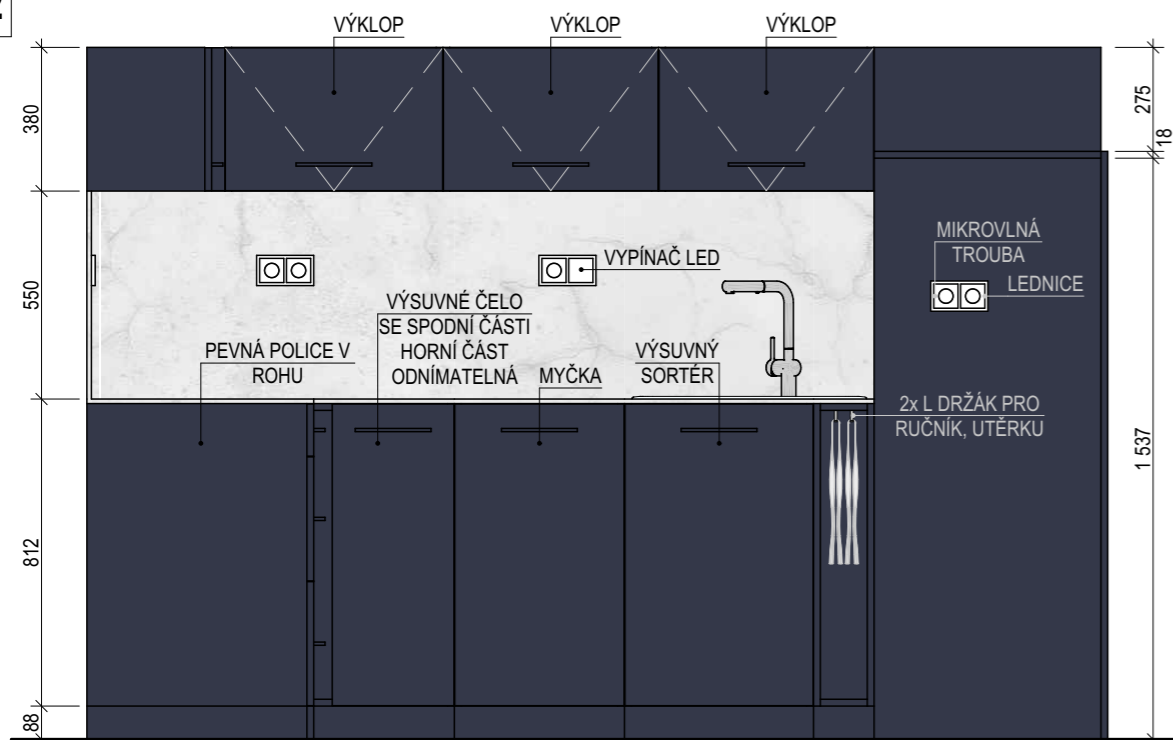 VÝKLOP
VÝKLOP
VÝKLOP
380
275
18
VYPÍNAČ LED
MIKROVLNÁ
TROUBA
LEDNICE
550
VÝSUVNÉ ČELO
SE SPODNÍ ČÁSTI
HORNÍ ČÁST
ODNÍMATELNÁ
PEVNÁ POLICE V
ROHU
MYČKA
VÝSUVNÝ
SORTÉR
2x L DRŽÁK PRO
RUČNÍK, UTĚRKU
1 537
812
88